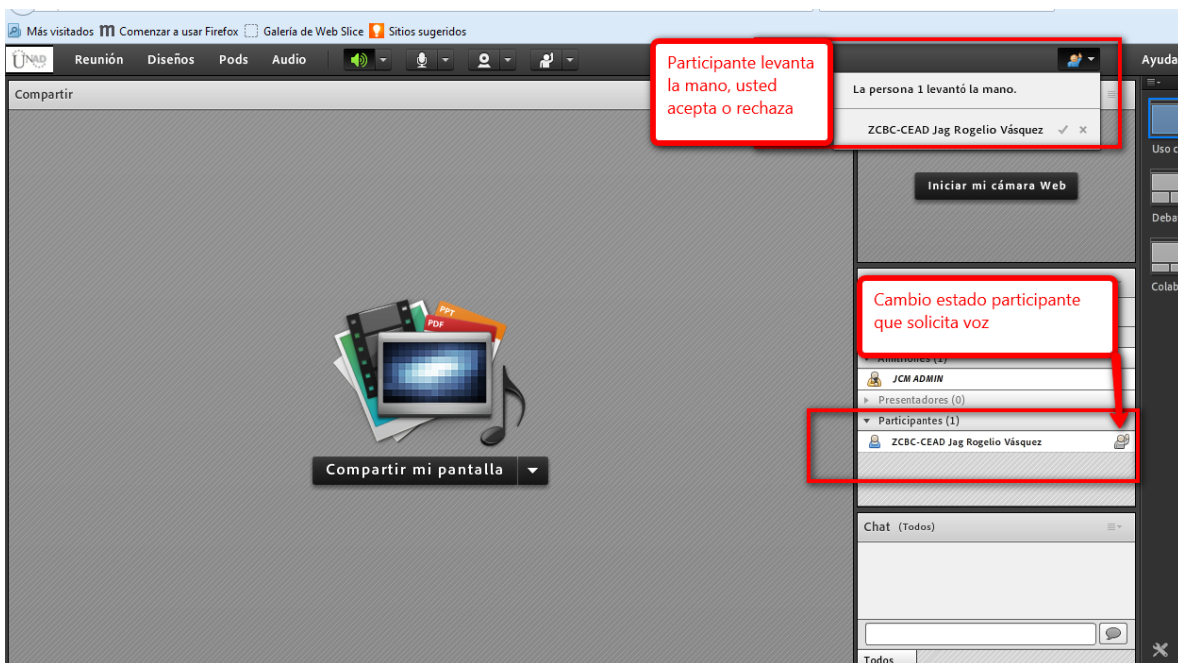 Más visitados Comenzar a usar Firefox Galería de Web Slice Sitios sugeridos
UNAD Reunión Diseños Pods Audio Ayuda
Participante levanta
la mano, usted
acepta o rechaza
La persona 1 levantó la mano.
ZCBC-CEAD Jag Rogelio Vásquez
Compartir
Iniciar mi cámara Web
Uso c
Deba
Colab
Cambio estado participante
que solicita voz
Anfitriones (1)
JCM ADMIN
Presentadores (0)
Participantes (1)
ZCBC-CEAD Jag Rogelio Vásquez
PPT
PDF
Compartir mi pantalla
Chat (Todos)
Todos